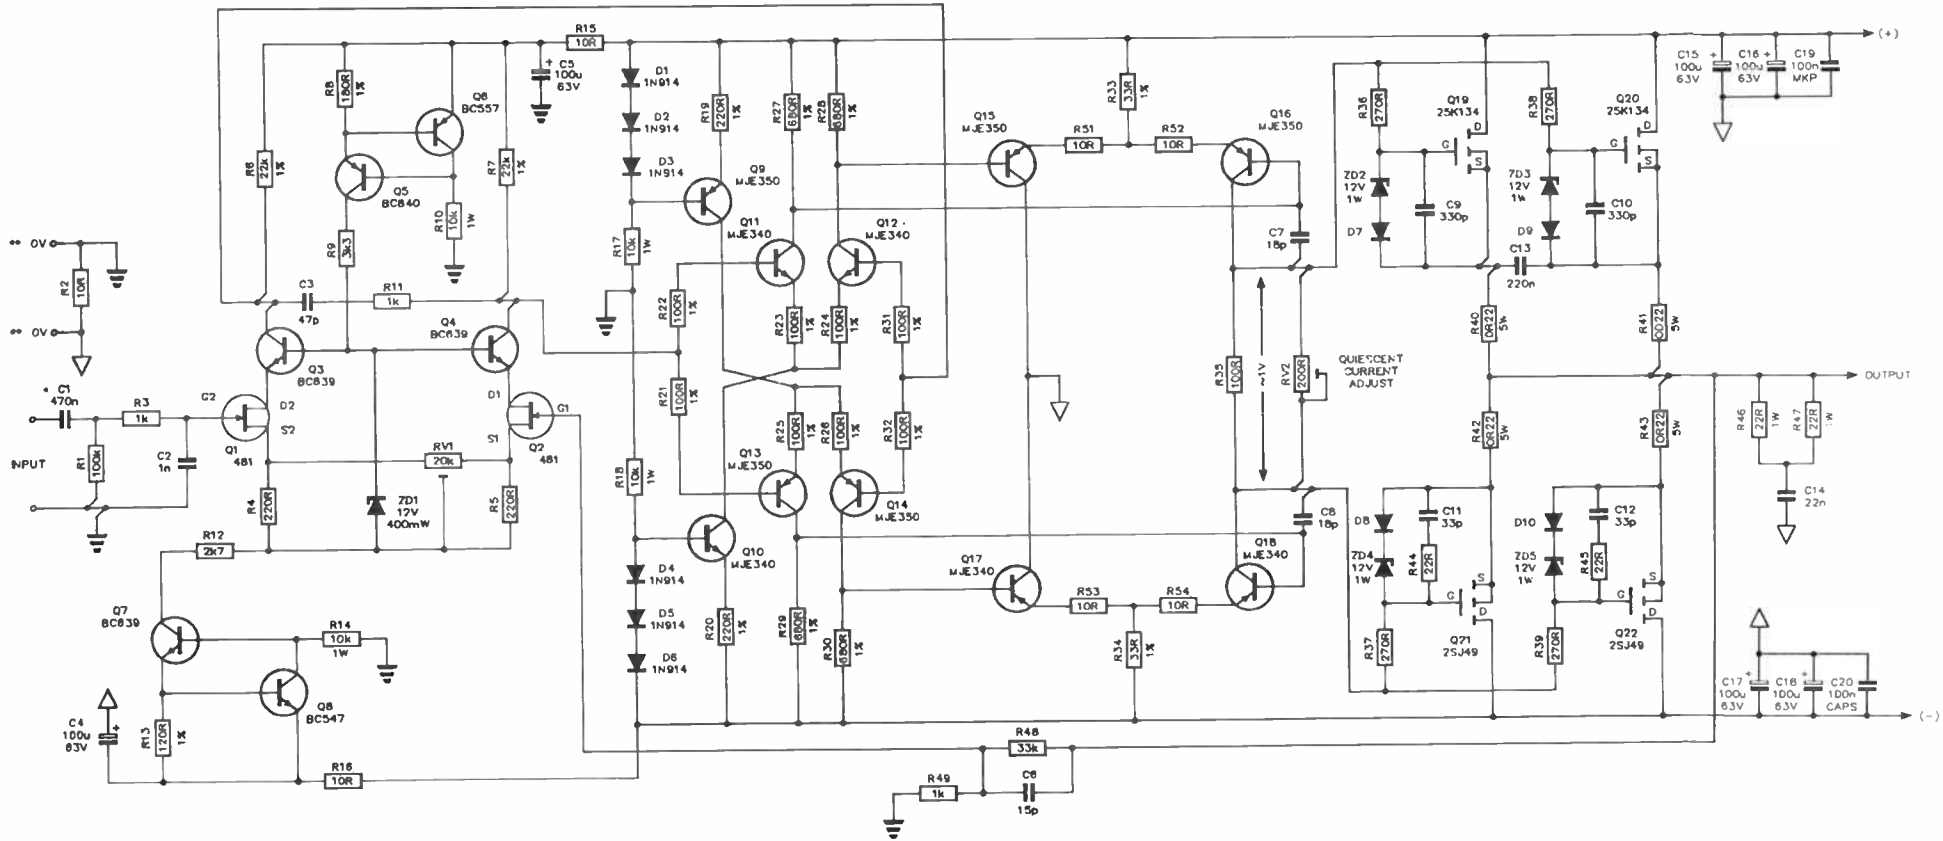 R15
10R
(+)
R8
180R
1%
Q6
BC557
+
C5
100u
63V
D1
1N914
D2
1N914
D3
1N914
R19
220R
1%
R27
680R
1%
R28
680R
R33
33R
1%
C15
100u
63V
+
C16
100u
63V
+
C19
100n
MKP
R6
22k
1%
R7
22k
1%
Q5
BC640
R10
10k
1W
R9
3k3
Q9
MJE350
Q11
MJE340
Q12
MJE340
Q15
MJE350
R51
10R
R52
10R
Q16
MJE350
R36
270R
Q19
25K134
D
G
S
R38
270R
Q20
25K134
D
G
S
ZD2
12V
1W
D7
C9
330p
ZD3
12V
1W
D9
C10
330p
C13
220n
C7
18p
** 0V
R2
10R
** 0V
C3
47p
R11
1k
Q4
BC639
Q3
BC639
R17
10k
1W
R22
100R
1%
R23
100R
1%
R24
100R
1%
R31
100R
1%
R21
100R
1%
R25
100R
1%
R26
100R
1%
R32
100R
1%
R35
100R
~1V
RV2
200R
QUIESCENT
CURRENT
ADJUST
R40
0R22
5W
R41
0D22
5W
OUTPUT
R42
0R22
5W
R43
0R22
5W
R46
22R
1W
R47
22R
1W
C14
22n
* C1
470n
R3
1k
G2
D2
S2
Q1
481
D1
G1
S1
Q2
481
INPUT
R1
100k
C2
1n
RV1
20k
R4
220R
ZD1
12V
400mW
R5
220R
R12
2k7
R18
10k
1W
Q13
MJE350
Q14
MJE350
Q10
MJE340
C8
18p
Q17
MJE340
Q18
MJE340
R53
10R
R54
10R
R34
33R
1%
D8
ZD4
12V
1W
C11
33p
R44
22R
G
S
D
Q21
2SJ49
R37
270R
D10
ZD5
12V
1W
C12
33p
R45
22R
G
S
D
Q22
2SJ49
R39
270R
Q7
BC639
R14
10k
1W
Q8
BC547
D4
1N914
D5
1N914
D6
1N914
R20
220R
1%
R29
680R
1%
R30
680R
1%
C4
100u
63V
+
R13
120R
1%
R16
10R
R48
33k
R49
1k
C6
15p
C17
100u
63V
+
C18
100u
63V
+
C20
100n
CAPS
(-)